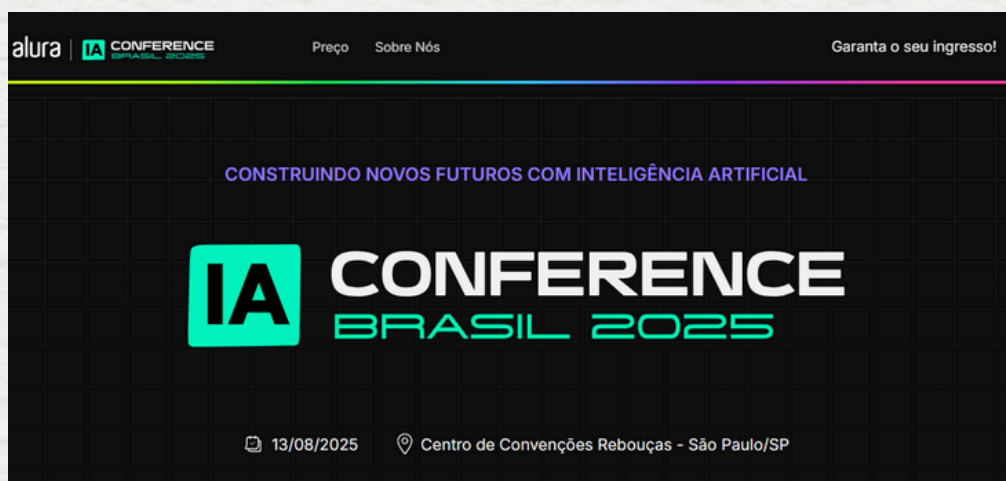 alura | IA CONFERENCE BRASIL 2025 Preço Sobre Nós Garanta o seu ingresso!
CONSTRUINDO NOVOS FUTUROS COM INTELIGÊNCIA ARTIFICIAL
IA CONFERENCE
BRASIL 2025
13/08/2025 Centro de Convenções Rebouças - São Paulo/SP